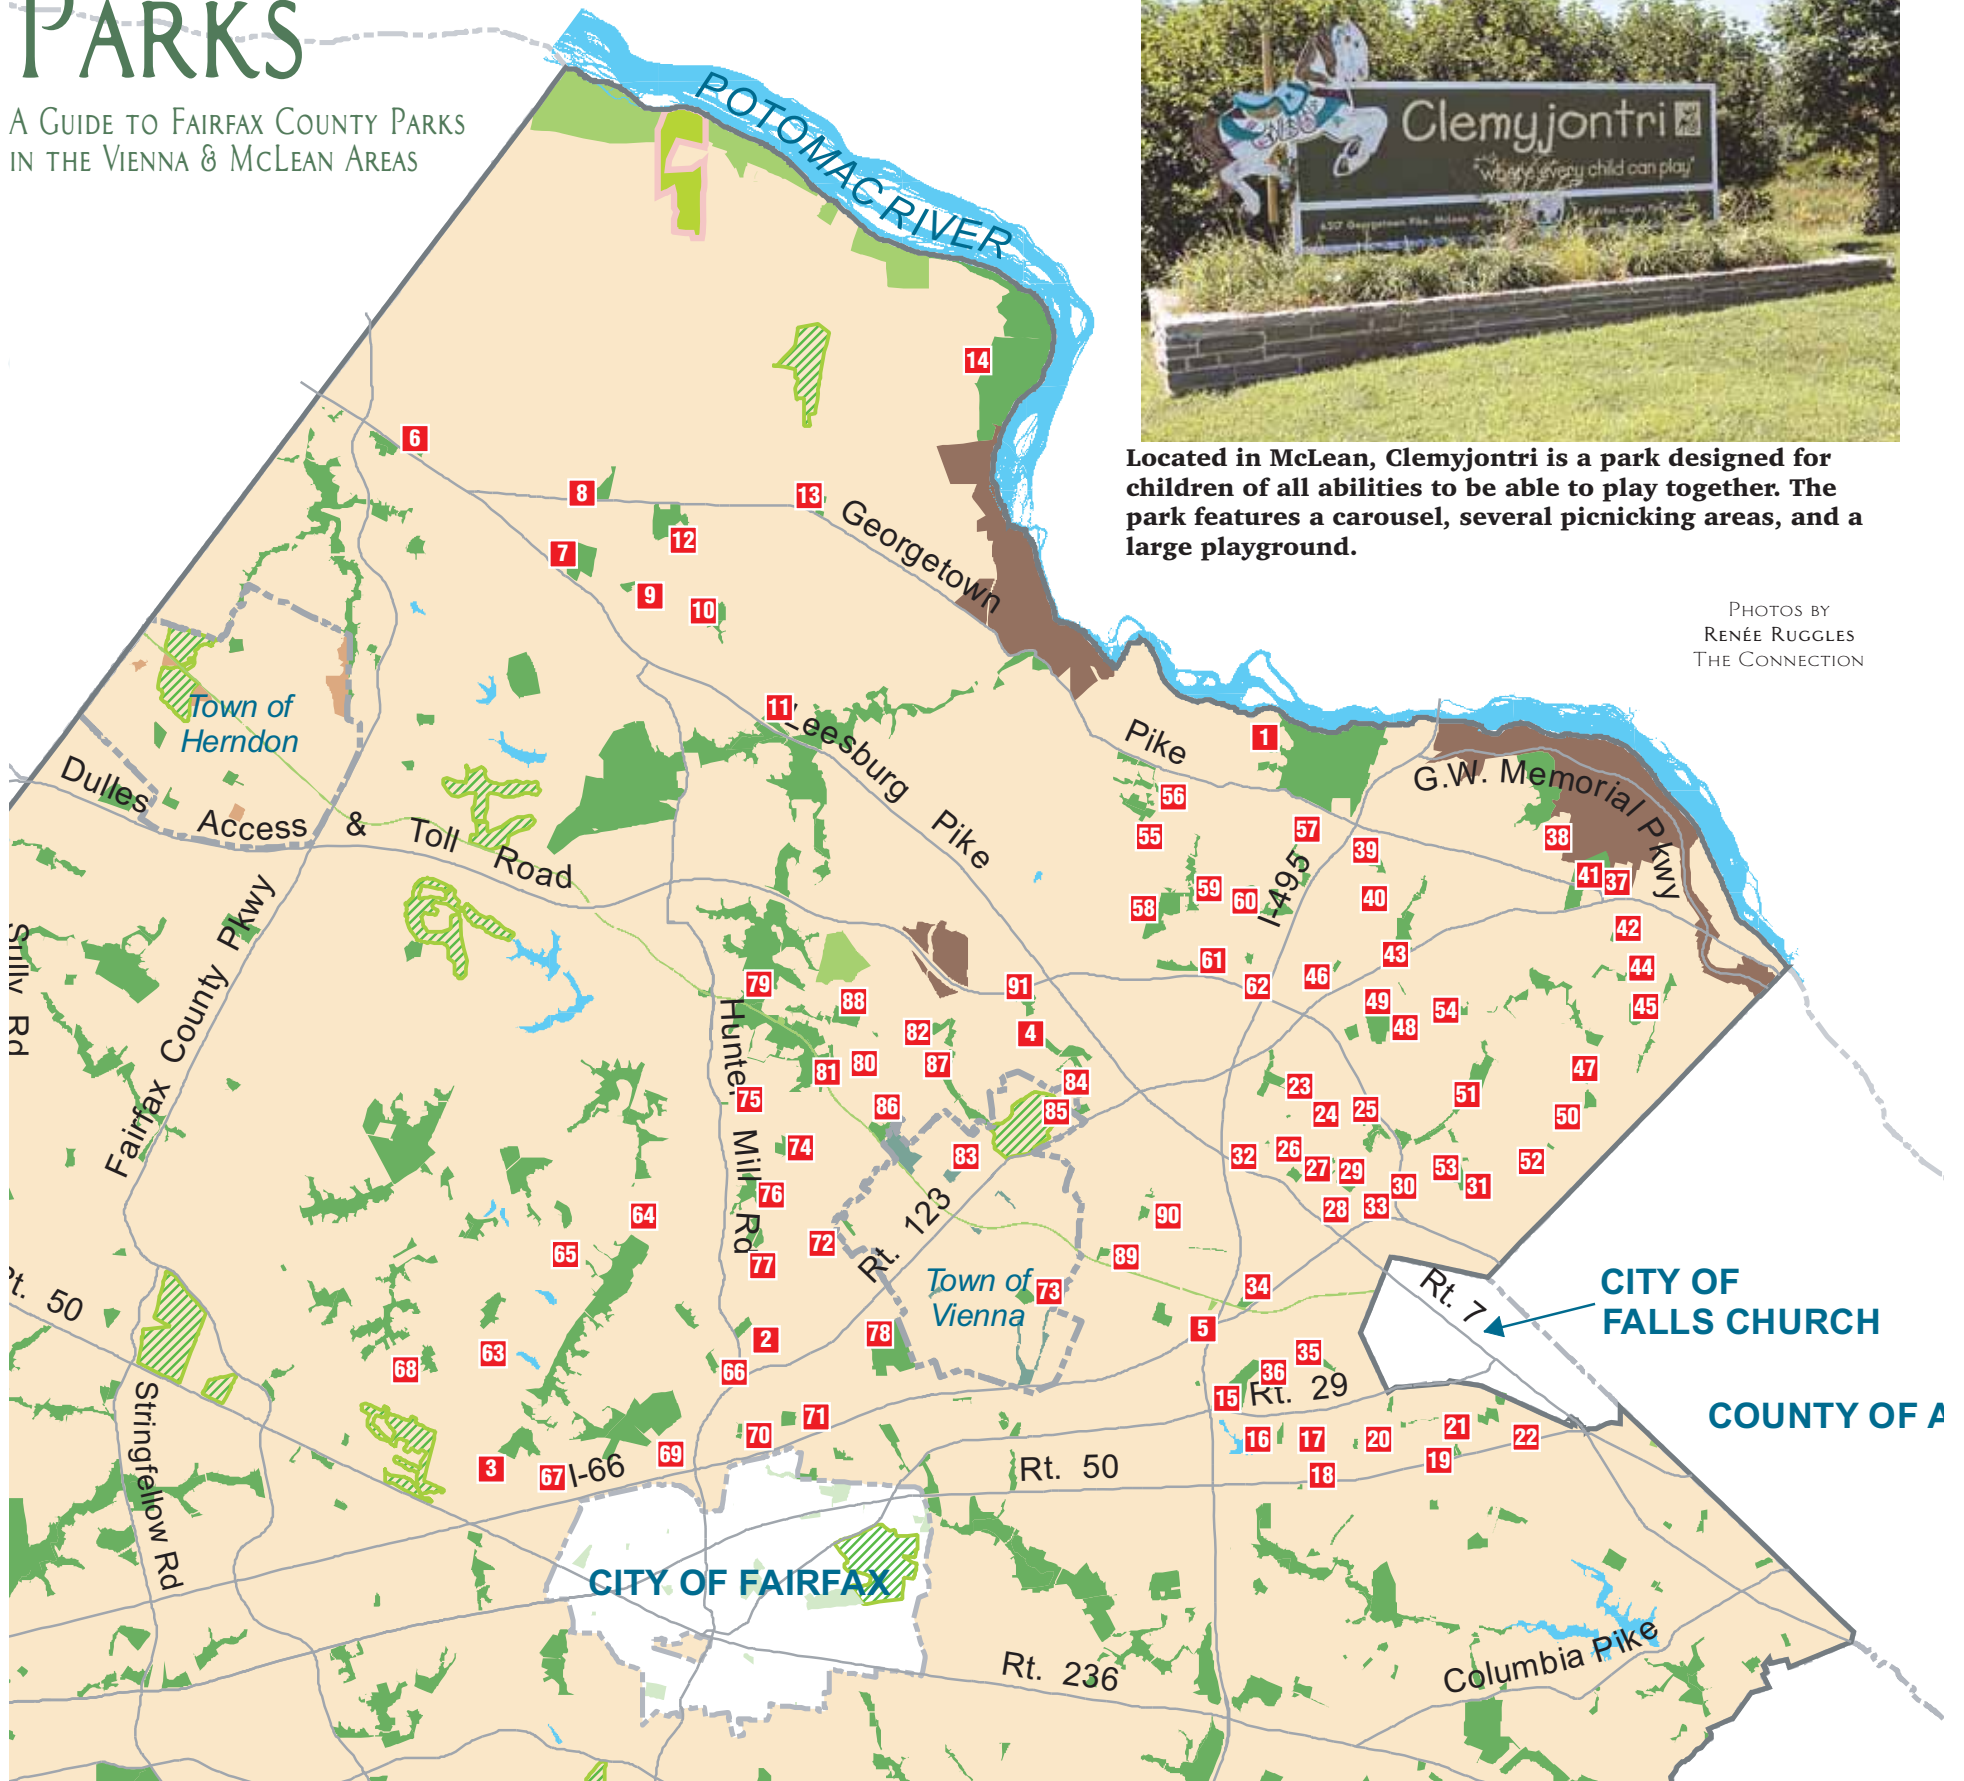 PARKS
A GUIDE TO FAIRFAX COUNTY PARKS
IN THE VIENNA & MCLEAN AREAS
Clemyjontri
"where every child can play"
Located in McLean, Clemyjontri is a park designed for
children of all abilities to be able to play together. The
park features a carousel, several picnicking areas, and a
large playground.
PHOTOS BY
RENÉE RUGGLES
THE CONNECTION
POTOMAC RIVER
14
6
8
13
Georgetown
7
12
9
10
Town of
Herndon
11
Leesburg Pike
Pike
1
G.W. Memorial Pkwy
Dulles Access & Toll Road
56
55
57
39
38
41
37
I-495
58
59
60
40
42
Fairfax County Pkwy
Sully Rd
43
44
61
62
46
45
79
88
91
49
48
54
82
4
Hunter Mill Rd
81
80
87
84
47
75
86
85
23
24
25
51
50
74
83
32
26
27
29
53
52
76
30
31
64
90
28
33
65
72
Rt. 123
77
89
Town of
Vienna
73
34
Rt. 7
CITY OF
FALLS CHURCH
Rt. 50
2
78
5
63
68
66
35
36
15
Rt. 29
COUNTY OF A
Stringfellow Rd
71
70
69
3
67
I-66
Rt. 50
16
17
20
21
22
19
18
CITY OF FAIRFAX
Rt. 236
Columbia Pike